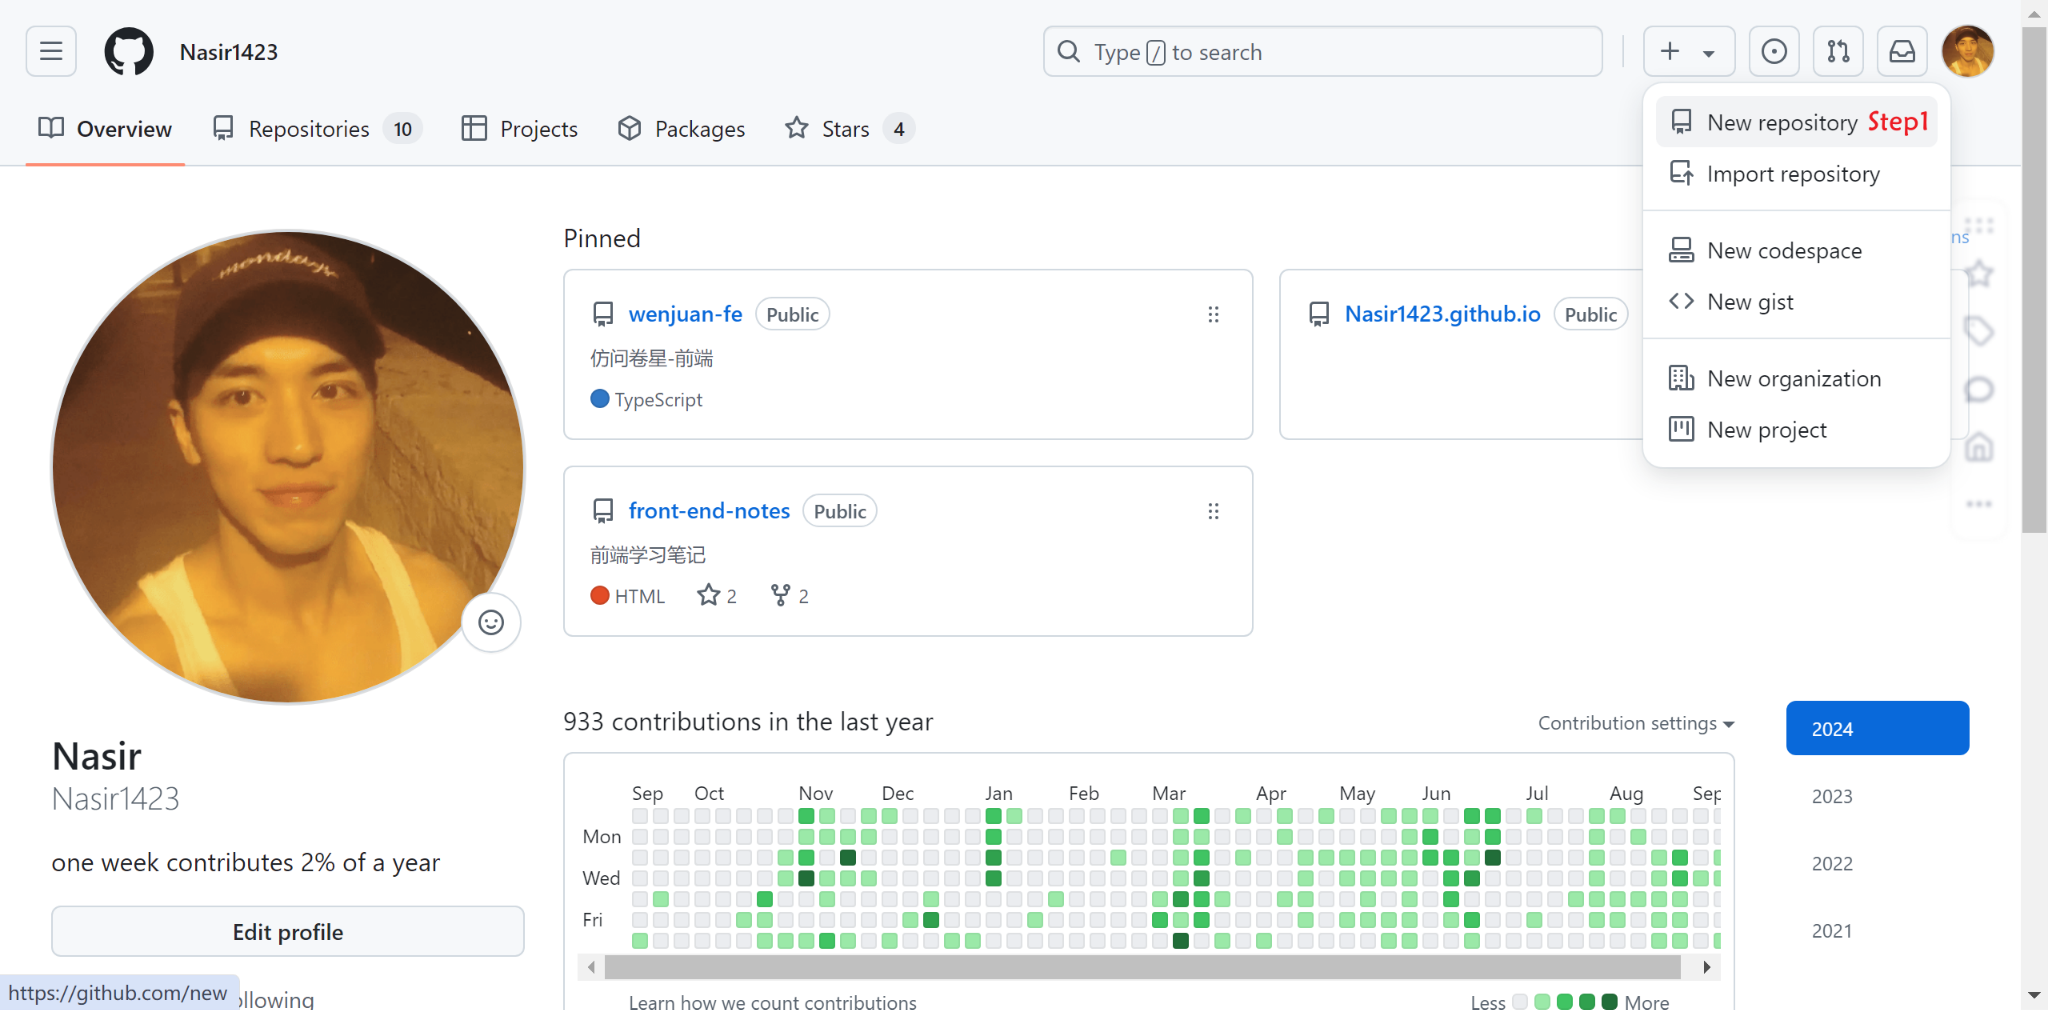 Nasir1423
Type / to search
Overview
Repositories 10
Projects
Packages
Stars 4
New repository Step1
Import repository
New codespace
New gist
New organization
New project
mondays
Pinned
ns
wenjuan-fe Public
仿问卷星-前端
TypeScript
Nasir1423.github.io Public
front-end-notes Public
前端学习笔记
HTML 2 2
Nasir
Nasir1423
one week contributes 2% of a year
Edit profile
ollowing
https://github.com/new
933 contributions in the last year
Contribution settings
Sep Oct Nov Dec Jan Feb Mar Apr May Jun Jul Aug Sep
Mon
Wed
Fri
Learn how we count contributions
Less More
2024
2023
2022
2021